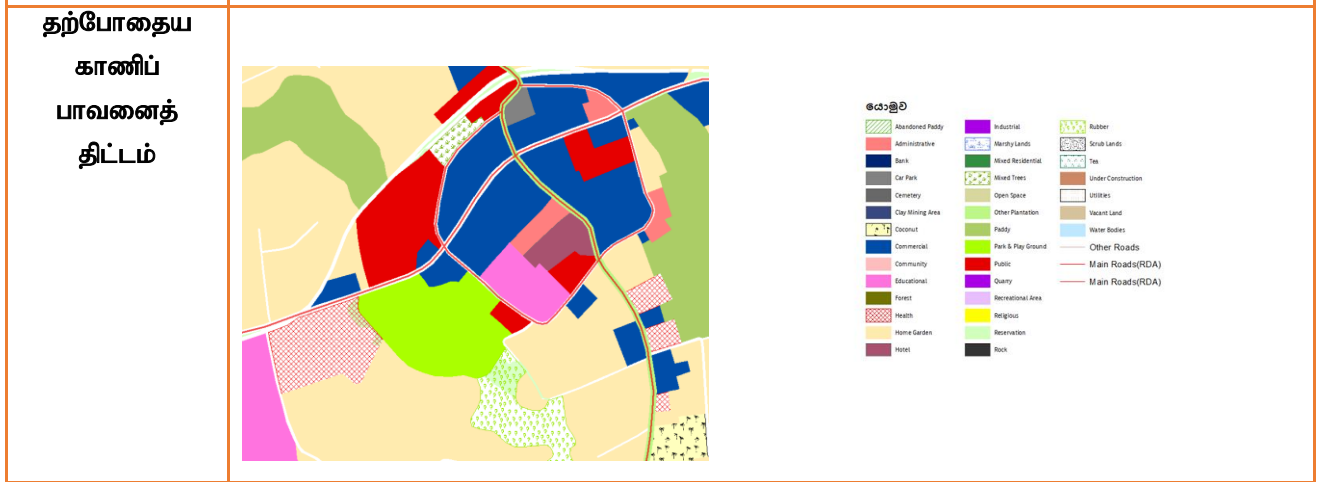 தற்போதைய
காணிப்
பாவனைத்
திட்டம்
යොමුව
Abandoned Paddy
Administrative
Bank
Car Park
Cemetery
Clay Mining Area
Coconut
Commercial
Community
Educational
Forest
Health
Home Garden
Hotel
Industrial
Marshy Lands
Mixed Residential
Mixed Trees
Open Space
Other Plantation
Paddy
Park & Play Ground
Public
Quarry
Recreational Area
Religious
Reservation
Rock
Rubber
Scrub Lands
Tea
Under Construction
Utilities
Vacant Land
Water Bodies
Other Roads
Main Roads(RDA)
Main Roads(RDA)